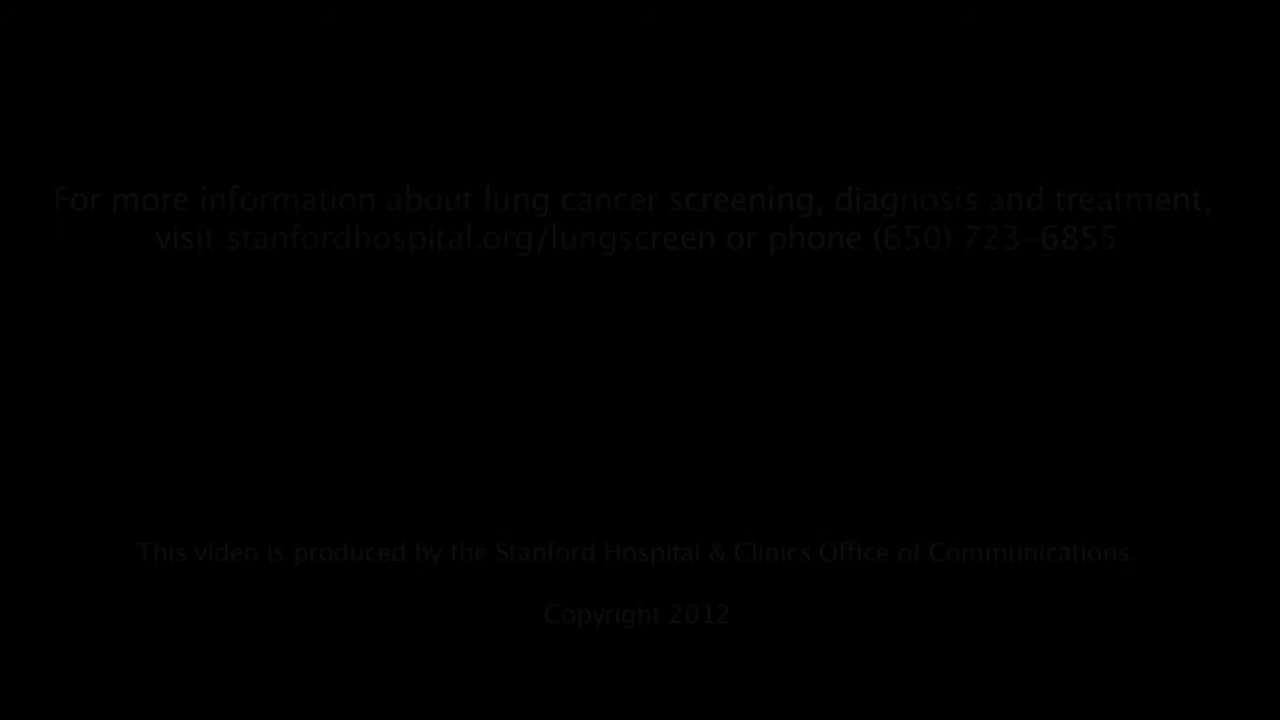 For more information about lung cancer screening, diagnosis and treatment,
visit stanfordhospital.org/lungscreen or phone (650) 723-6855
This video is produced by the Stanford Hospital & Clinics Office of Communications.
Copyright 2012